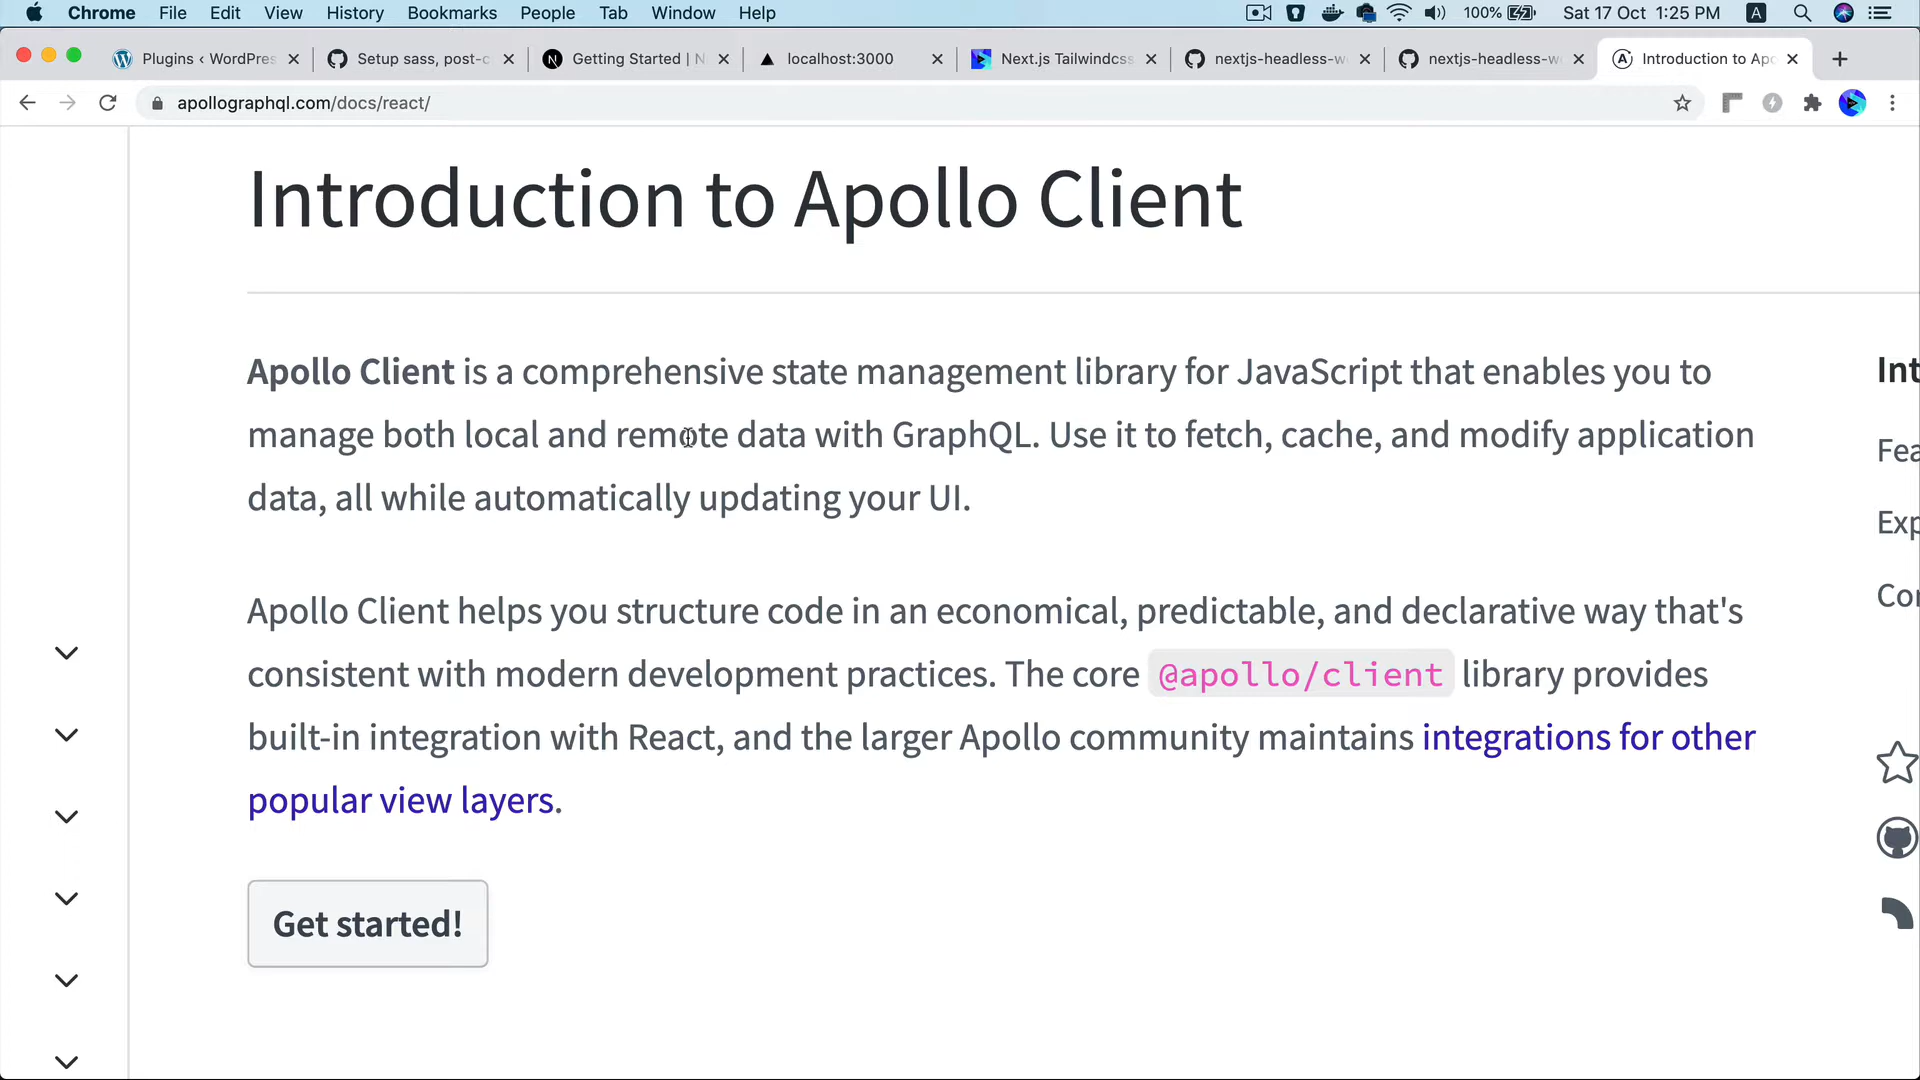 Chrome File Edit View History Bookmarks People Tab Window Help 100% Sat 17 Oct 1:25 PM A
Plugins ‹ WordPres Setup sass, post-c Getting Started | N localhost:3000 Next.js Tailwindcss nextjs-headless-w nextjs-headless-w Introduction to Apo
apollographql.com/docs/react/
Introduction to Apollo Client
Apollo Client is a comprehensive state management library for JavaScript that enables you to
manage both local and remote data with GraphQL. Use it to fetch, cache, and modify application
data, all while automatically updating your UI.
Int
Fea
Exp
Cor
Apollo Client helps you structure code in an economical, predictable, and declarative way that's
consistent with modern development practices. The core @apollo/client library provides
built-in integration with React, and the larger Apollo community maintains integrations for other
popular view layers.
Get started!